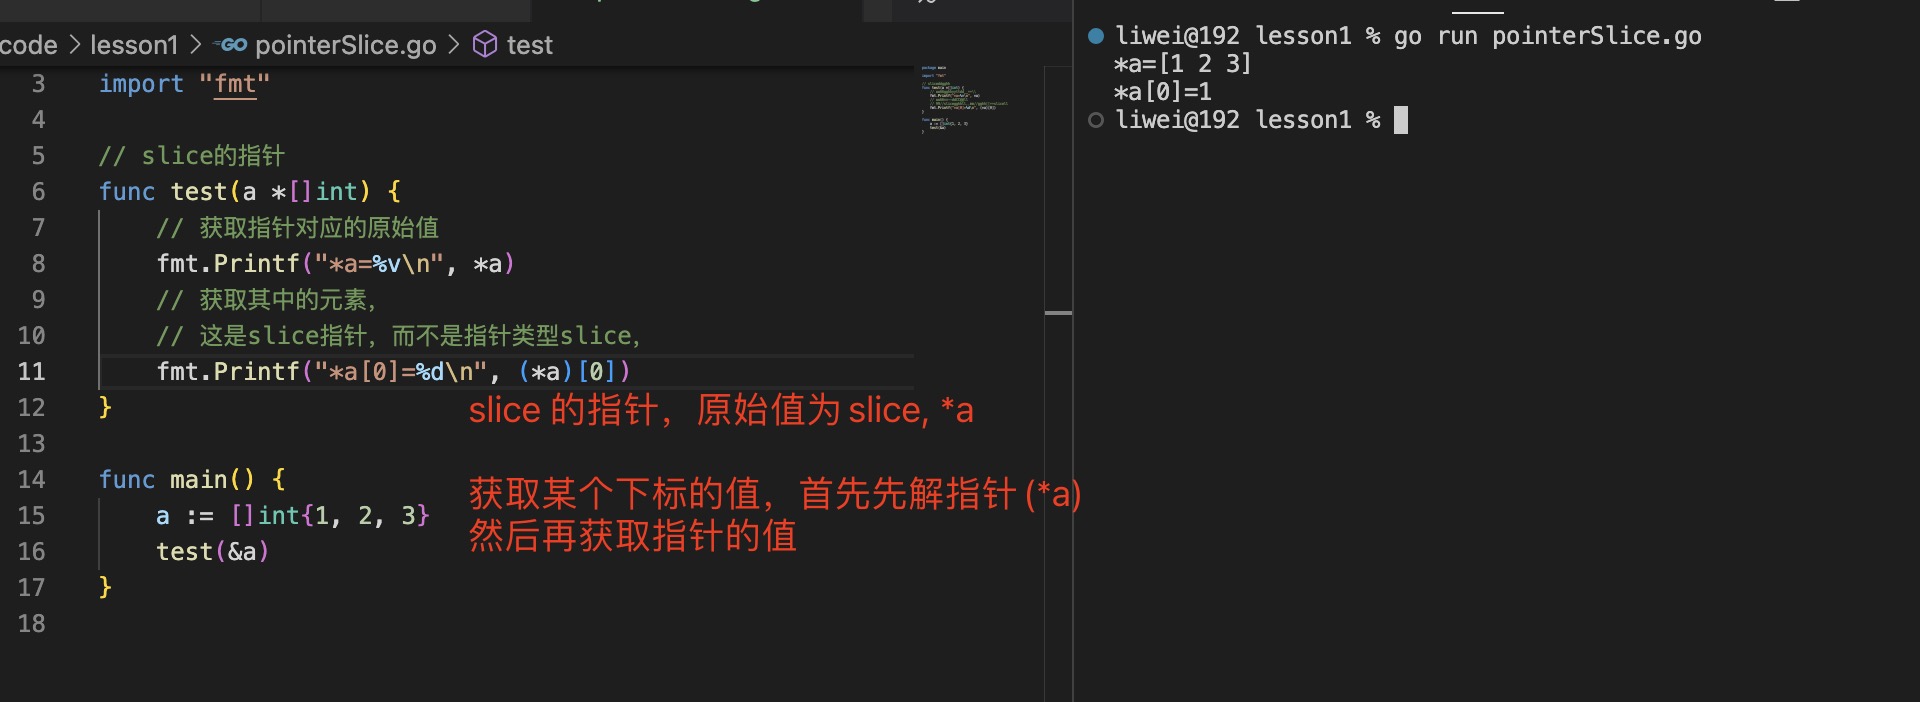 code > lesson1 > GO pointerSlice.go > test
3 import "fmt"
4
5 // slice的指针
6 func test(a *[]int) {
7 // 获取指针对应的原始值
8 fmt.Printf("*a=%v\n", *a)
9 // 获取其中的元素，
10 // 这是slice指针，而不是指针类型slice，
11 fmt.Printf("*a[0]=%d\n", (*a)[0])
12 }
slice 的指针，原始值为 slice, *a
13
14 func main() {
获取某个下标的值，首先先解指针 (*a)
15 a := []int{1, 2, 3}
然后再获取指针的值
16 test(&a)
17 }
18
liwei@192 lesson1 % go run pointerSlice.go
*a=[1 2 3]
*a[0]=1
liwei@192 lesson1 %